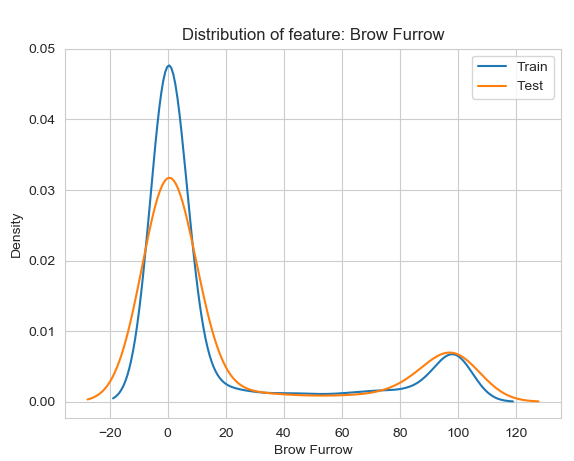 Distribution of feature: Brow Furrow
0.05
0.04
0.03
0.02
0.01
0.00
Density
Train
Test
−20 0 20 40 60 80 100 120
Brow Furrow